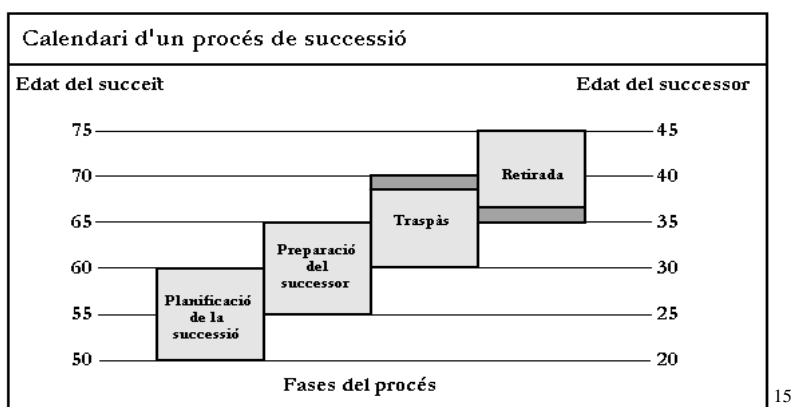 Calendari d'un procés de successió
Edat del succeït
Edat del successor
75
45
70
Retirada
40
65
Traspàs
35
Preparació
del
successor
60
30
Planificació
de la
successió
55
25
50
20
Fases del procés
15